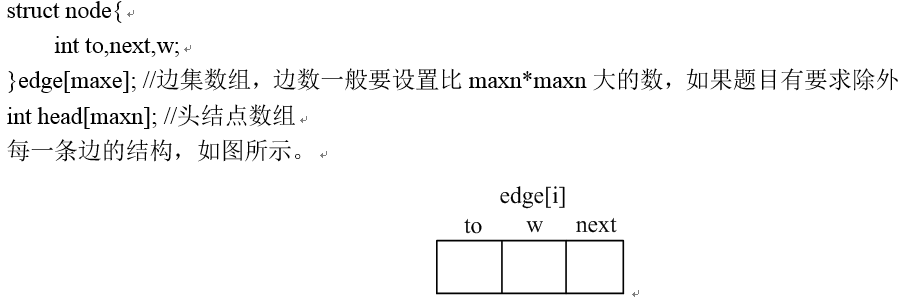 struct node{
int to,next,w;
}edge[maxe]; //边集数组，边数一般要设置比 maxn*maxn 大的数，如果题目有要求除外
int head[maxn]; //头结点数组
每一条边的结构，如图所示。
edge[i]
to w next